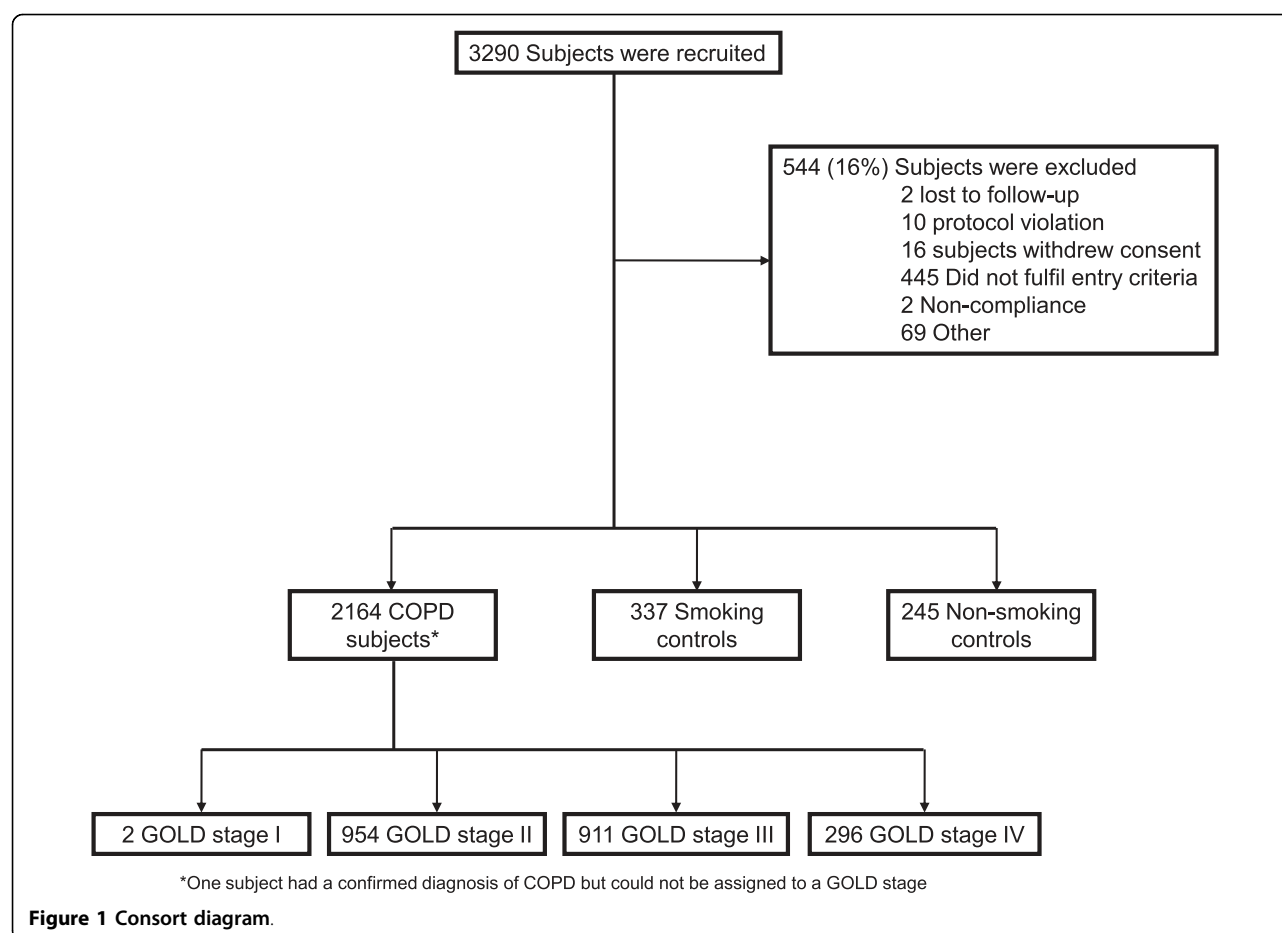 3290 Subjects were recruited
544 (16%) Subjects were excluded
2 lost to follow-up
10 protocol violation
16 subjects withdrew consent
445 Did not fulfil entry criteria
2 Non-compliance
69 Other
2164 COPD
subjects*
337 Smoking
controls
245 Non-smoking
controls
2 GOLD stage I
954 GOLD stage II
911 GOLD stage III
296 GOLD stage IV
*One subject had a confirmed diagnosis of COPD but could not be assigned to a GOLD stage
Figure 1 Consort diagram.